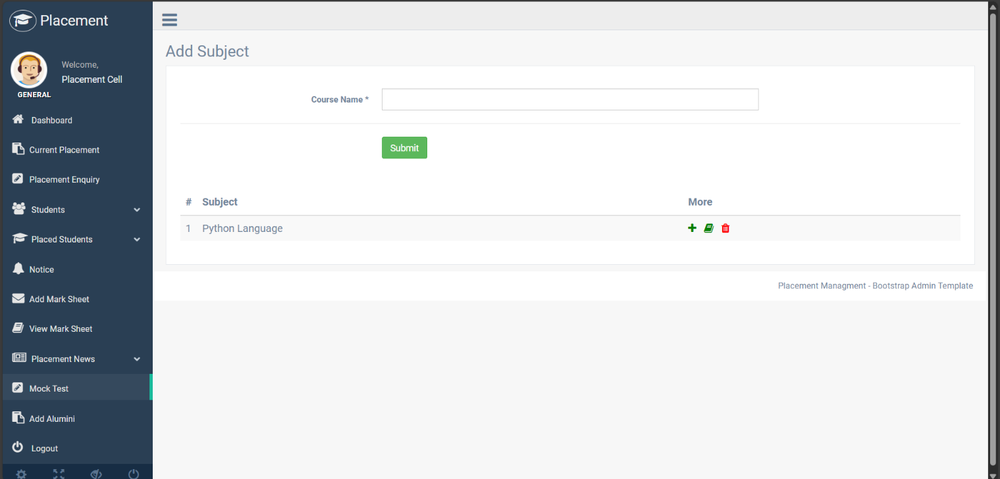 Placement
Welcome,
Placement Cell
GENERAL
Dashboard
Current Placement
Placement Enquiry
Students
Placed Students
Notice
Add Mark Sheet
View Mark Sheet
Placement News
Mock Test
Add Alumini
Logout
Add Subject
Course Name *
Submit
# Subject More
1 Python Language
Placement Managment - Bootstrap Admin Template